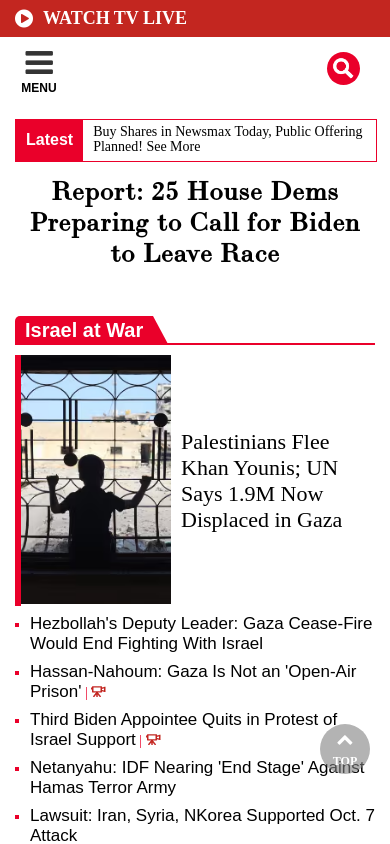 WATCH TV LIVE
MENU
Latest
Buy Shares in Newsmax Today, Public Offering
Planned! See More
Report: 25 House Dems
Preparing to Call for Biden
to Leave Race
Israel at War
Palestinians Flee
Khan Younis; UN
Says 1.9M Now
Displaced in Gaza
Hezbollah's Deputy Leader: Gaza Cease-Fire
Would End Fighting With Israel
Hassan-Nahoum: Gaza Is Not an 'Open-Air
Prison' |
Third Biden Appointee Quits in Protest of
Israel Support |
Netanyahu: IDF Nearing 'End Stage' Against
Hamas Terror Army
TOP
Lawsuit: Iran, Syria, NKorea Supported Oct. 7
Attack